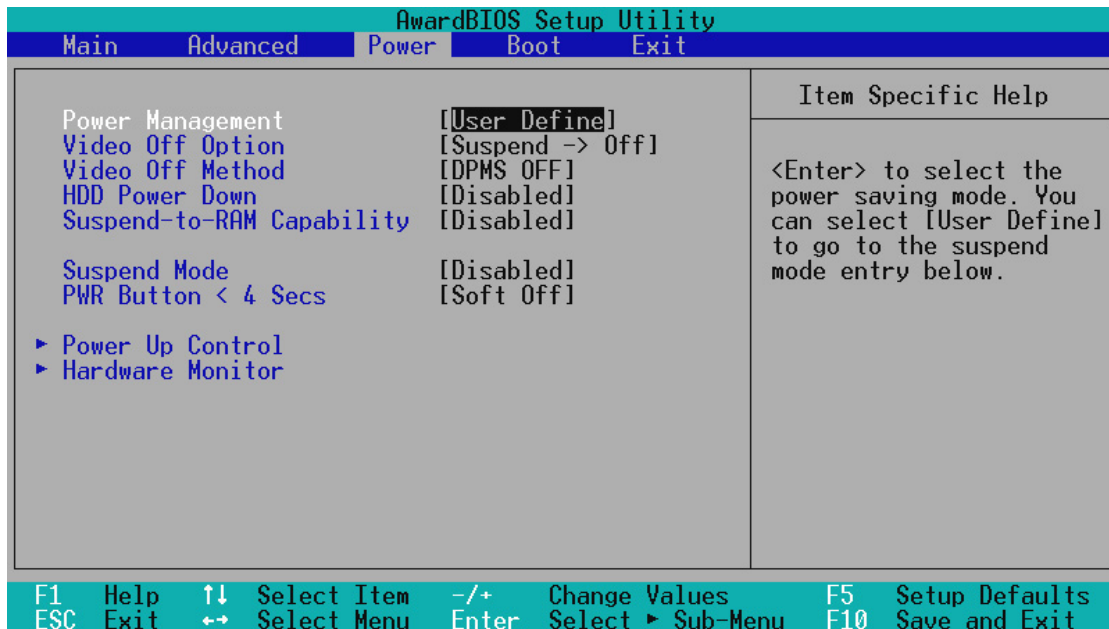 AwardBIOS Setup Utility
Main Advanced Power Boot Exit
Item Specific Help
Power Management [User Define]
Video Off Option [Suspend -> Off]
Video Off Method [DPMS OFF]
HDD Power Down [Disabled]
Suspend-to-RAM Capability [Disabled]
Suspend Mode [Disabled]
PWR Button < 4 Secs [Soft Off]
► Power Up Control
► Hardware Monitor
<Enter> to select the
power saving mode. You
can select [User Define]
to go to the suspend
mode entry below.
F1 Help ↑↓ Select Item -/+ Change Values F5 Setup Defaults
ESC Exit ←→ Select Menu Enter Select ► Sub-Menu F10 Save and Exit